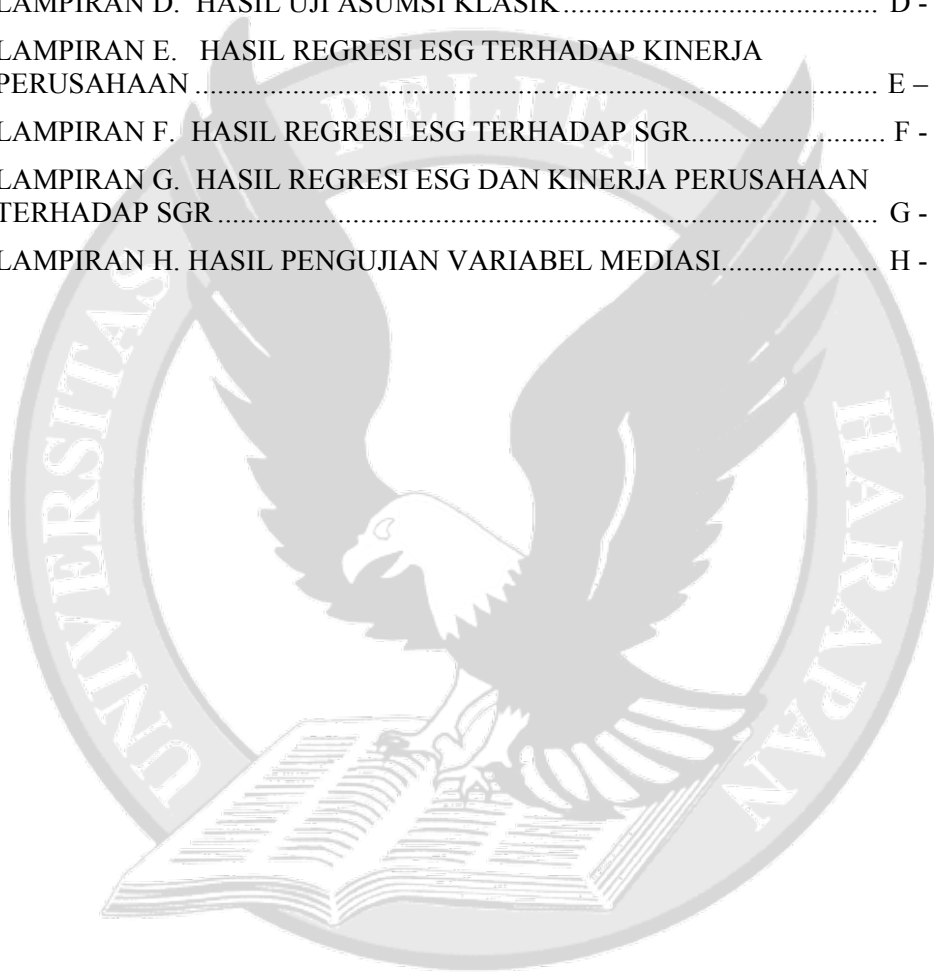 LAMPIRAN D. HASIL UJI ASUMSI KLASIK......................................... D -
LAMPIRAN E. HASIL REGRESI ESG TERHADAP KINERJA
PERUSAHAAN ......................................................................................... E –
LAMPIRAN F. HASIL REGRESI ESG TERHADAP SGR......................... F -
LAMPIRAN G. HASIL REGRESI ESG DAN KINERJA PERUSAHAAN
TERHADAP SGR ...................................................................................... G -
LAMPIRAN H. HASIL PENGUJIAN VARIABEL MEDIASI.................... H -
UNIVERSITAS
PELITA
HARAPAN